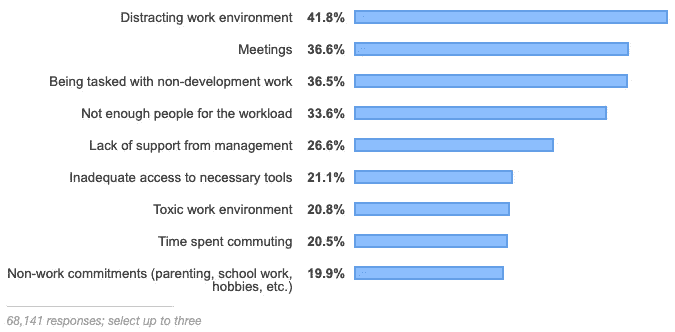 Distracting work environment 41.8%
Meetings 36.6%
Being tasked with non-development work 36.5%
Not enough people for the workload 33.6%
Lack of support from management 26.6%
Inadequate access to necessary tools 21.1%
Toxic work environment 20.8%
Time spent commuting 20.5%
Non-work commitments (parenting, school work, 19.9%
hobbies, etc.)
68,141 responses; select up to three